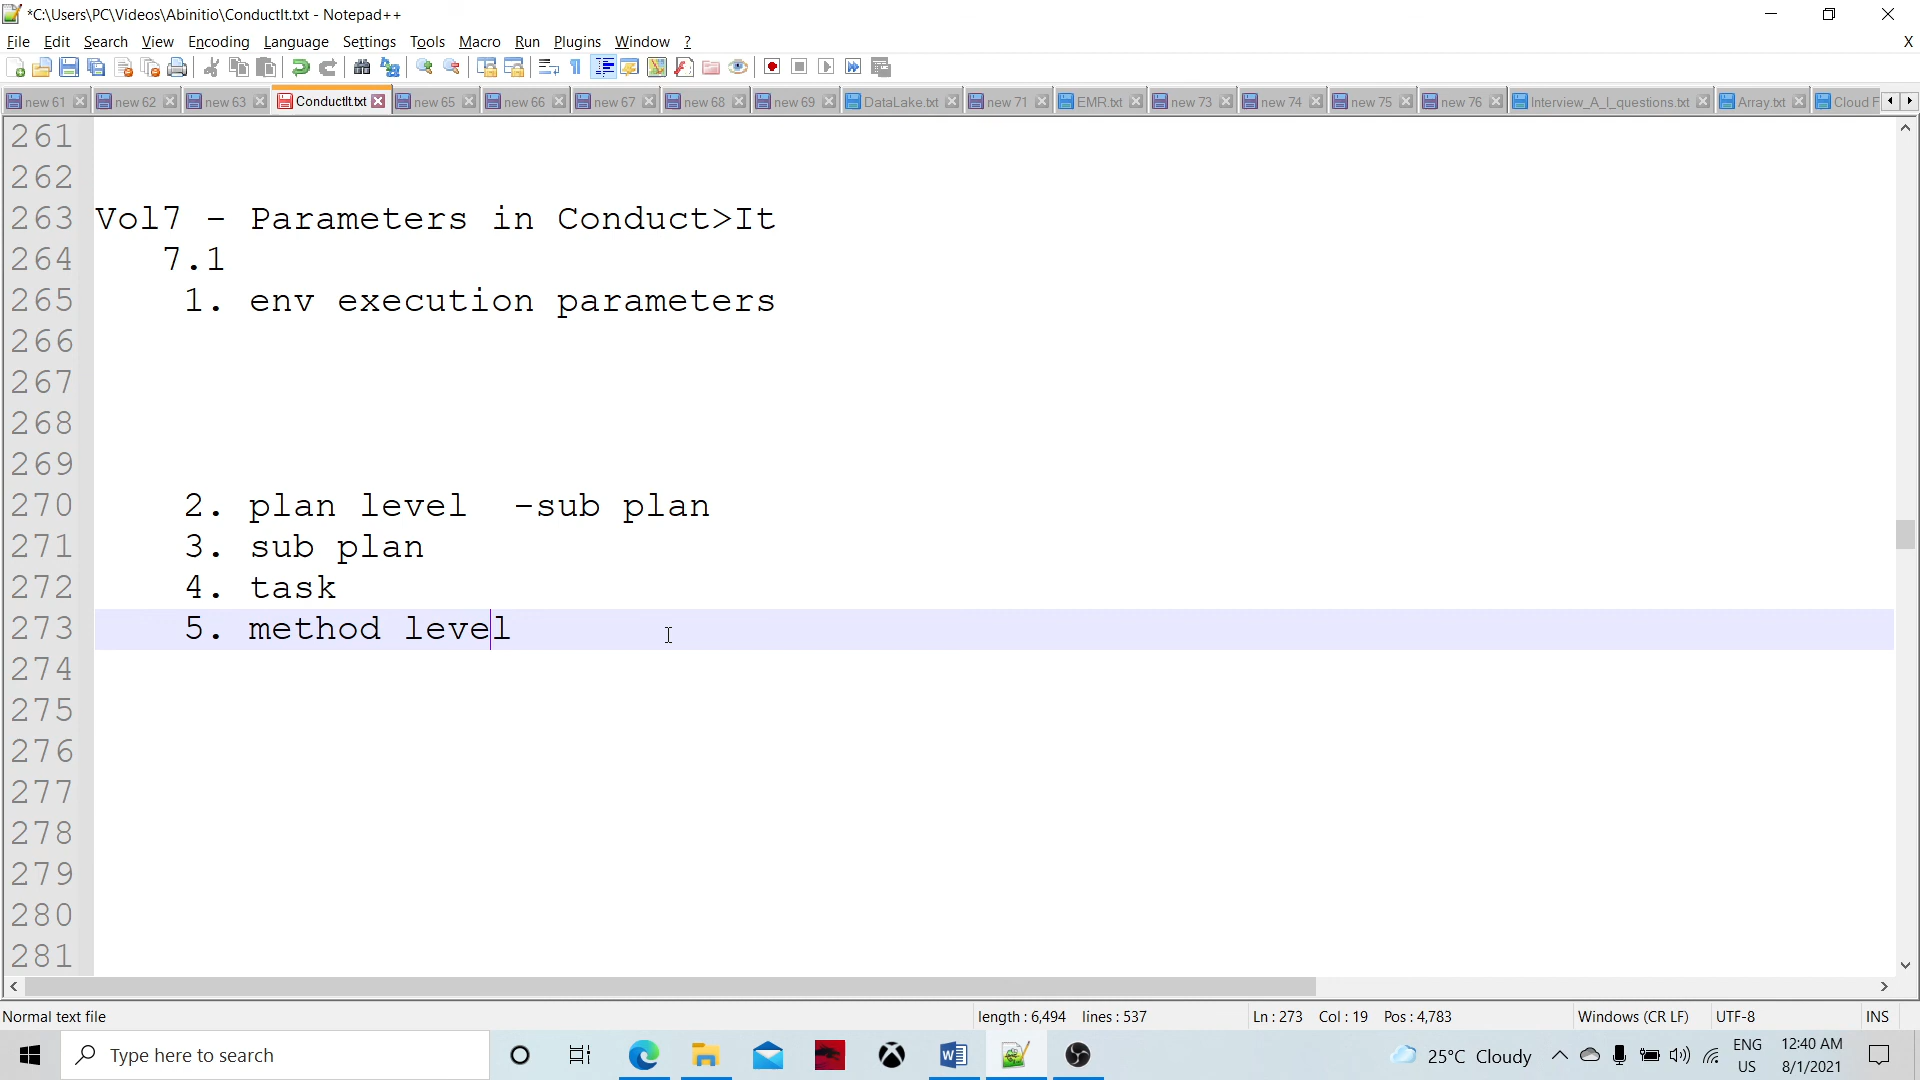 *C:\Users\PC\Videos\Abinitio\ConductIt.txt - Notepad++
File Edit Search View Encoding Language Settings Tools Macro Run Plugins Window ?
X
new 61 new 62 new 63 ConductIt.txt new 65 new 66 new 67 new 68 new 69 DataLake.txt new 71 EMR.txt new 73 new 74 new 75 new 76 Interview_A_I_questions.txt Array.txt Cloud F
261
262
263 Vol7 - Parameters in Conduct>It
264 7.1
265 1. env execution parameters
266
267
268
269
270 2. plan level -sub plan
271 3. sub plan
272 4. task
273 5. method level
274
275
276
277
278
279
280
281
Normal text file length : 6,494 lines : 537 Ln : 273 Col : 19 Pos : 4,783 Windows (CR LF) UTF-8 INS
Type here to search 25°C Cloudy ENG 12:40 AM
US 8/1/2021